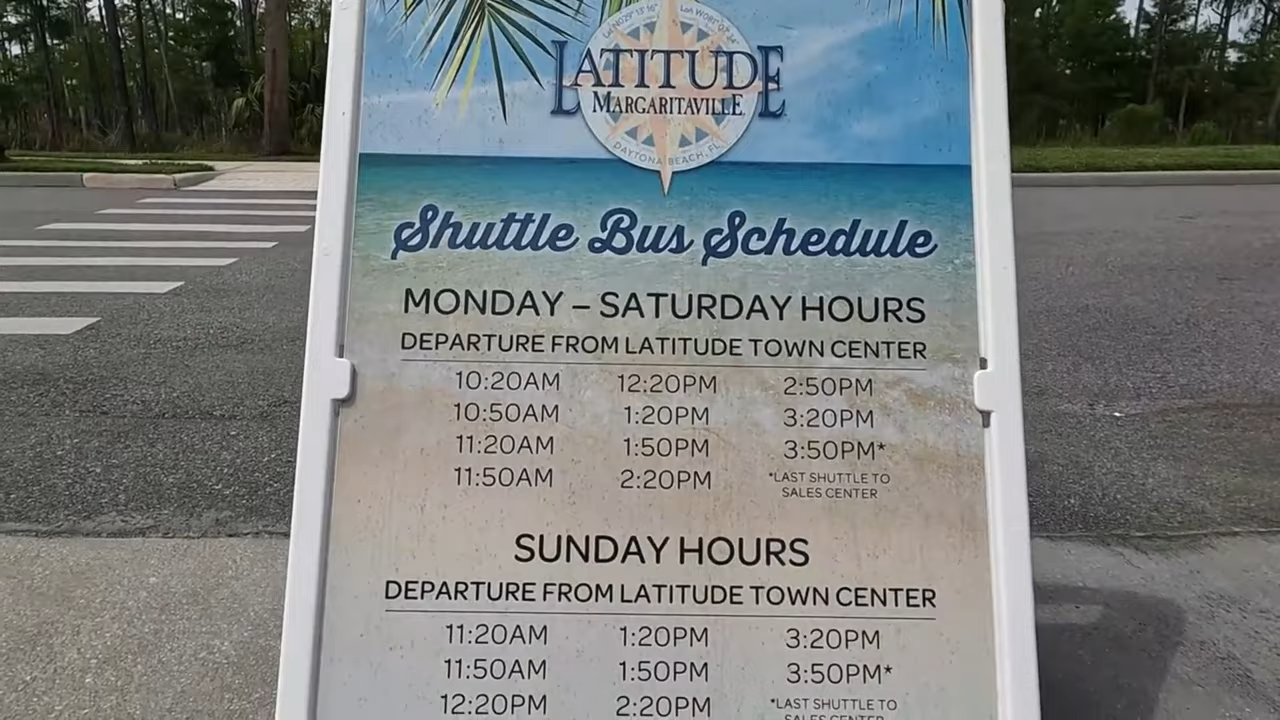 LATITUDE
MARGARITAVILLE
DAYTONA BEACH, FL
Shuttle Bus Schedule
MONDAY – SATURDAY HOURS
DEPARTURE FROM LATITUDE TOWN CENTER
10:20AM 12:20PM 2:50PM
10:50AM 1:20PM 3:20PM
11:20AM 1:50PM 3:50PM*
11:50AM 2:20PM *LAST SHUTTLE TO
SALES CENTER
SUNDAY HOURS
DEPARTURE FROM LATITUDE TOWN CENTER
11:20AM 1:20PM 3:20PM
11:50AM 1:50PM 3:50PM*
12:20PM 2:20PM *LAST SHUTTLE TO
SALES CENTER